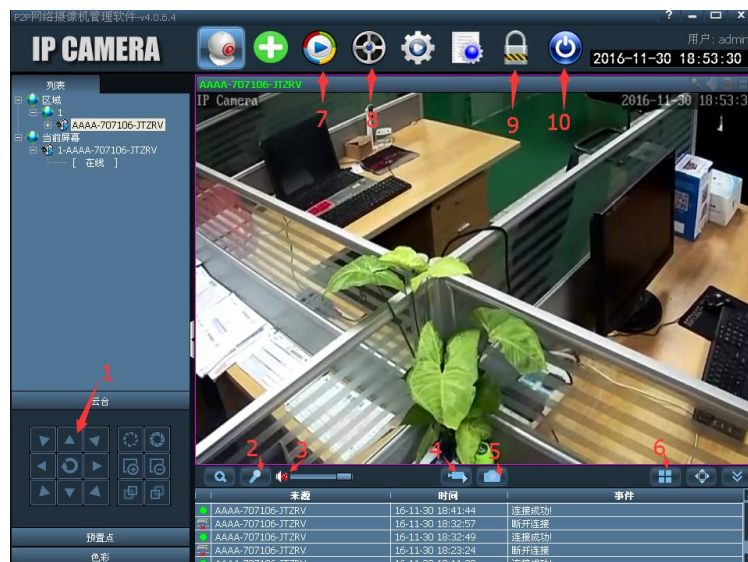 P2P网络摄像机管理软件-v4.0.6.4
IP CAMERA
用户: admin
2016-11-30 18:53:30
列表
区域
1
AAAA-707106-JTZRV
当前屏幕
1-AAAA-707106-JTZRV
[ 在线 ]
AAAA-707106-JTZRV
IP Camera
2016-11-30 18:53:3
7
8
9
10
1
云台
2
3
4
5
6
来源 时间 事件
AAAA-707106-JTZRV 16-11-30 18:41:44 连接成功!
AAAA-707106-JTZRV 16-11-30 18:32:57 断开连接
AAAA-707106-JTZRV 16-11-30 18:32:49 连接成功!
AAAA-707106-JTZRV 16-11-30 18:23:24 断开连接
预置点
色彩